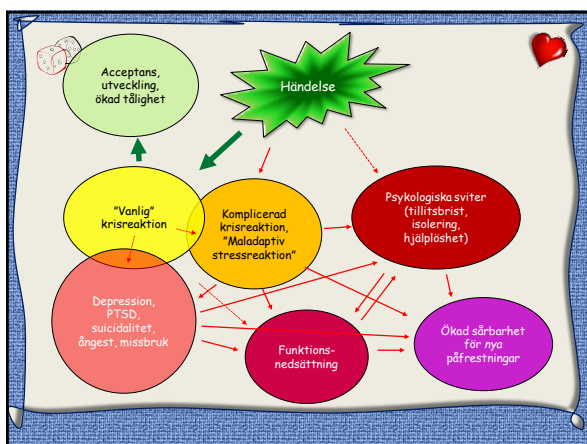 Acceptans,
utveckling,
ökad tålighet
Händelse
"Vanlig"
krisreaktion
Komplicerad
krisreaktion,
"Maladaptiv
stressreaktion"
Psykologiska sviter
(tillitsbrist,
isolering,
hjälplöshet)
Depression,
PTSD,
suicidalitet,
ångest, missbruk
Funktions-
nedsättning
Ökad sårbarhet
för nya
påfrestningar